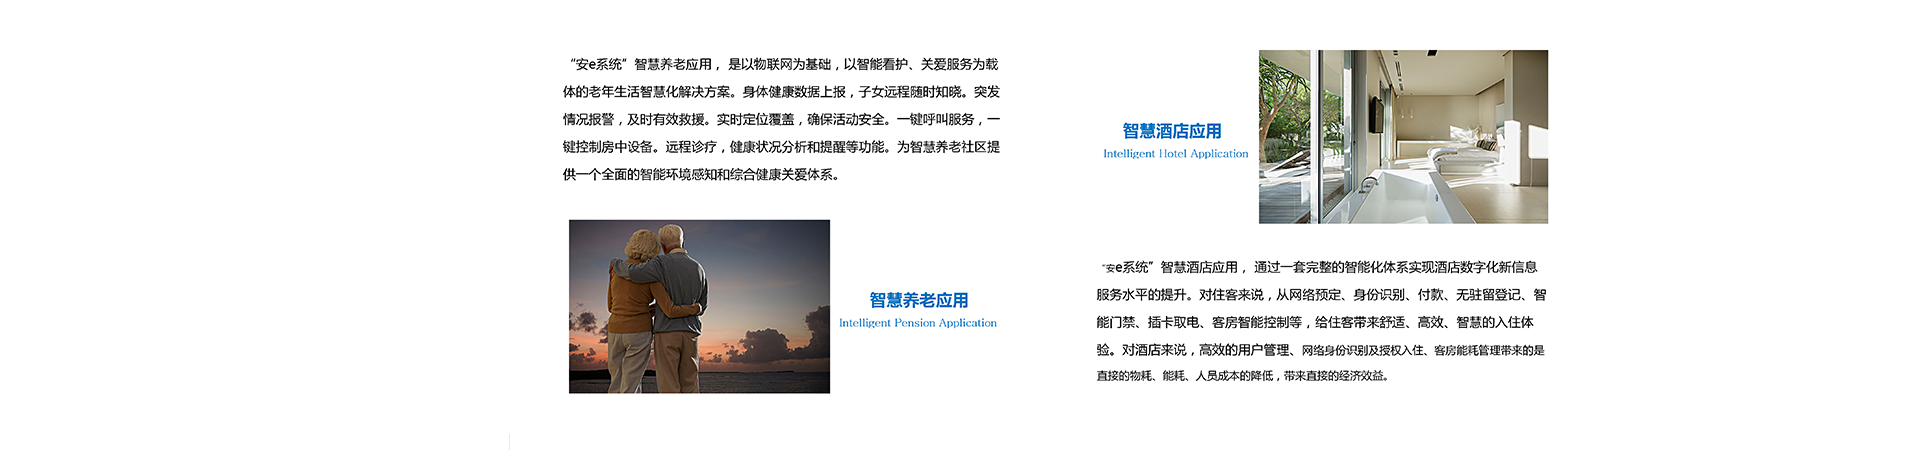 “安e系统”智慧养老应用， 是以物联网为基础，以智能看护、关爱服务为载
体的老年生活智慧化解决方案。身体健康数据上报，子女远程随时知晓。突发
情况报警，及时有效救援。实时定位覆盖，确保活动安全。一键呼叫服务，一
键控制房中设备。远程诊疗，健康状况分析和提醒等功能。为智慧养老社区提
供一个全面的智能环境感知和综合健康关爱体系。
智慧养老应用
Intelligent Pension Application
智慧酒店应用
Intelligent Hotel Application
“安e系统”智慧酒店应用， 通过一套完整的智能化体系实现酒店数字化新信息
服务水平的提升。对住客来说，从网络预定、身份识别、付款、无驻留登记、智
能门禁、插卡取电、客房智能控制等，给住客带来舒适、高效、智慧的入住体
验。对酒店来说，高效的用户管理、网络身份识别及授权入住、客房能耗管理带来的是
直接的物耗、能耗、人员成本的降低，带来直接的经济效益。